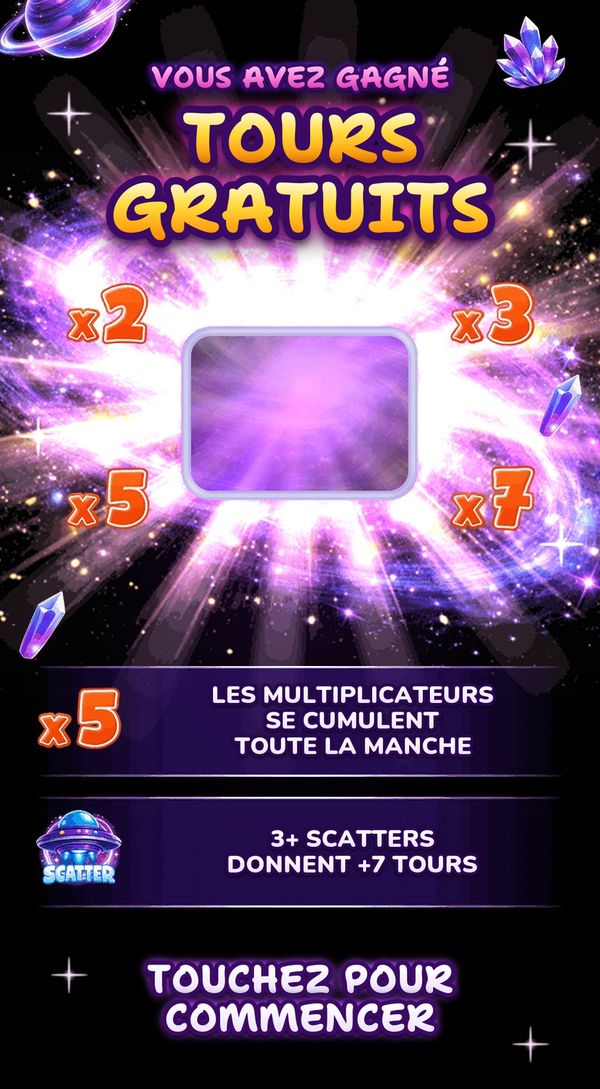 VOUS AVEZ GAGNÉ
TOURS
GRATUITS
x2
x3
x5
x7
x5
LES MULTIPLICATEURS
SE CUMULENT
TOUTE LA MANCHE
SCATTER
3+ SCATTERS
DONNENT +7 TOURS
TOUCHEZ POUR
COMMENCER